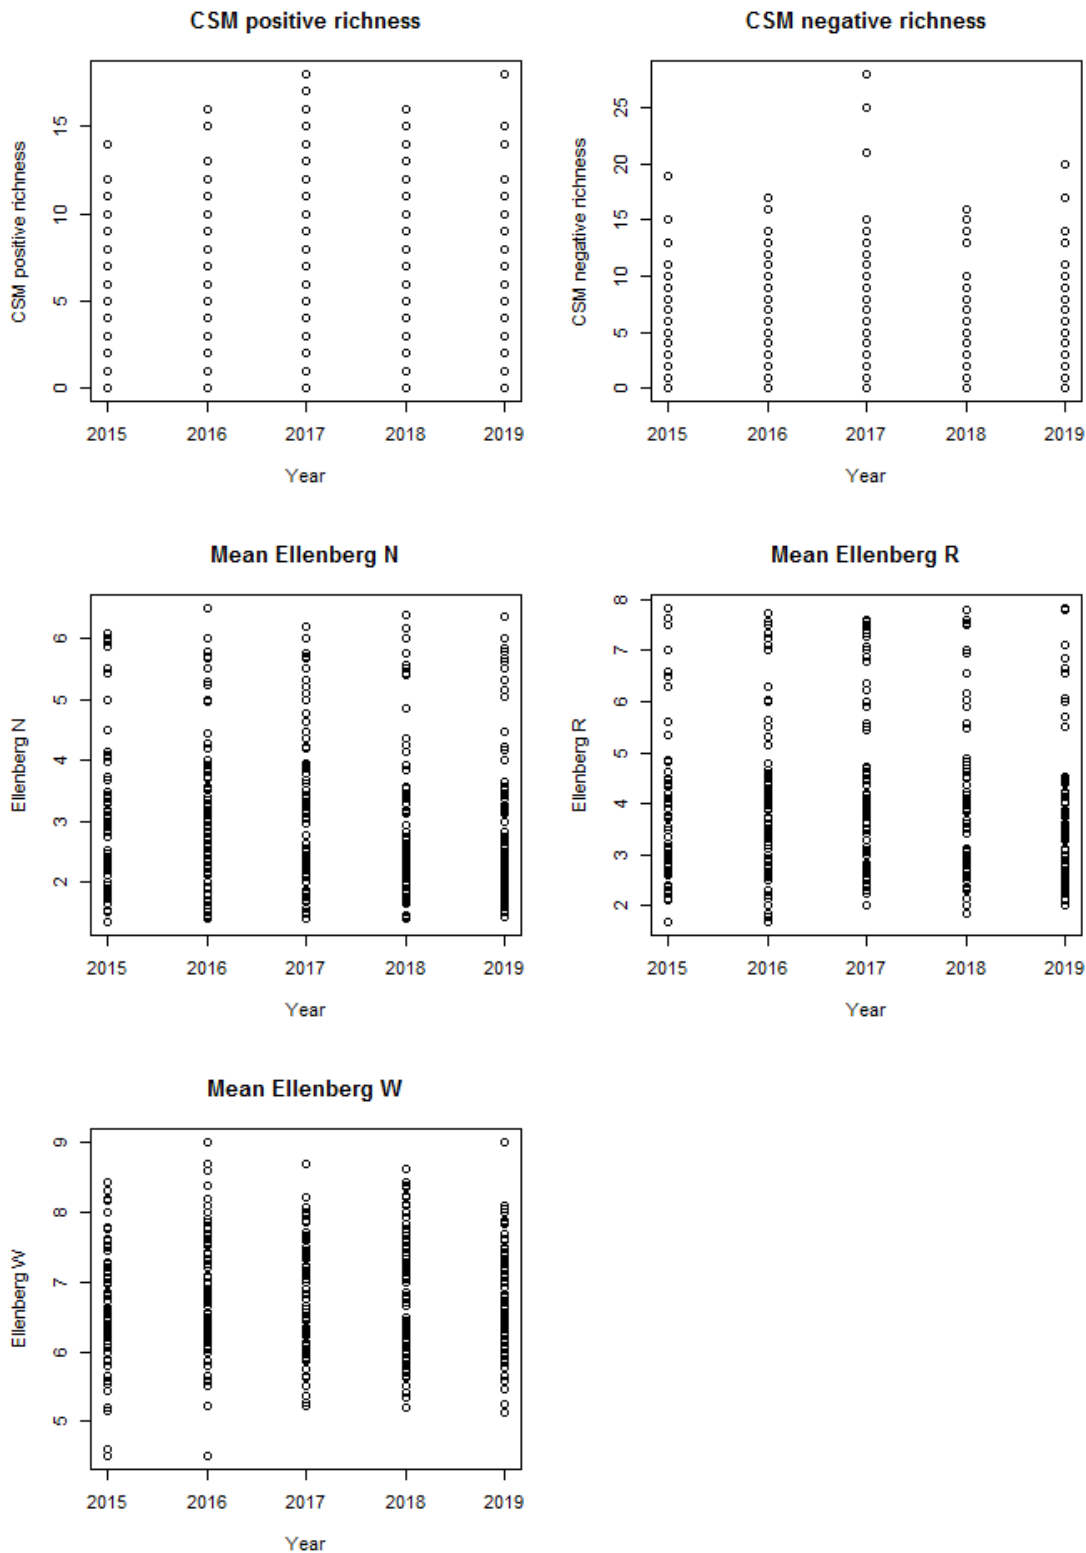 CSM positive richness
CSM positive richness
0 5 10 15
2015 2016 2017 2018 2019
Year
CSM negative richness
CSM negative richness
0 5 10 15 20 25
2015 2016 2017 2018 2019
Year
Mean Ellenberg N
Ellenberg N
2 3 4 5 6
2015 2016 2017 2018 2019
Year
Mean Ellenberg R
Ellenberg R
2 3 4 5 6 7 8
2015 2016 2017 2018 2019
Year
Mean Ellenberg W
Ellenberg W
5 6 7 8 9
2015 2016 2017 2018 2019
Year